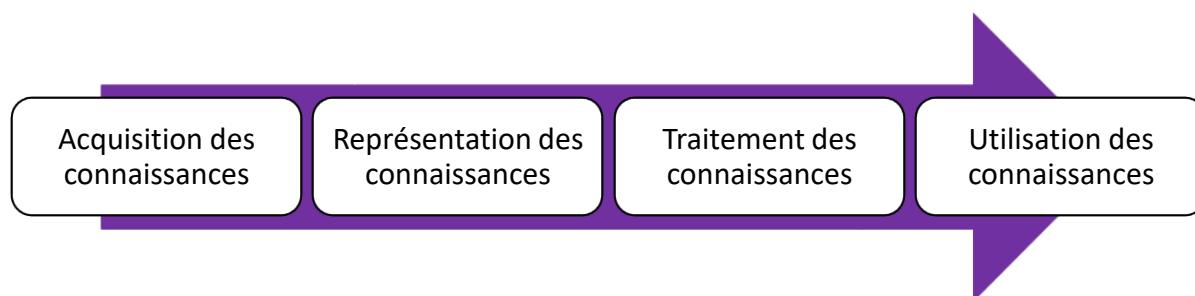 Acquisition des
connaissances
Représentation des
connaissances
Traitement des
connaissances
Utilisation des
connaissances